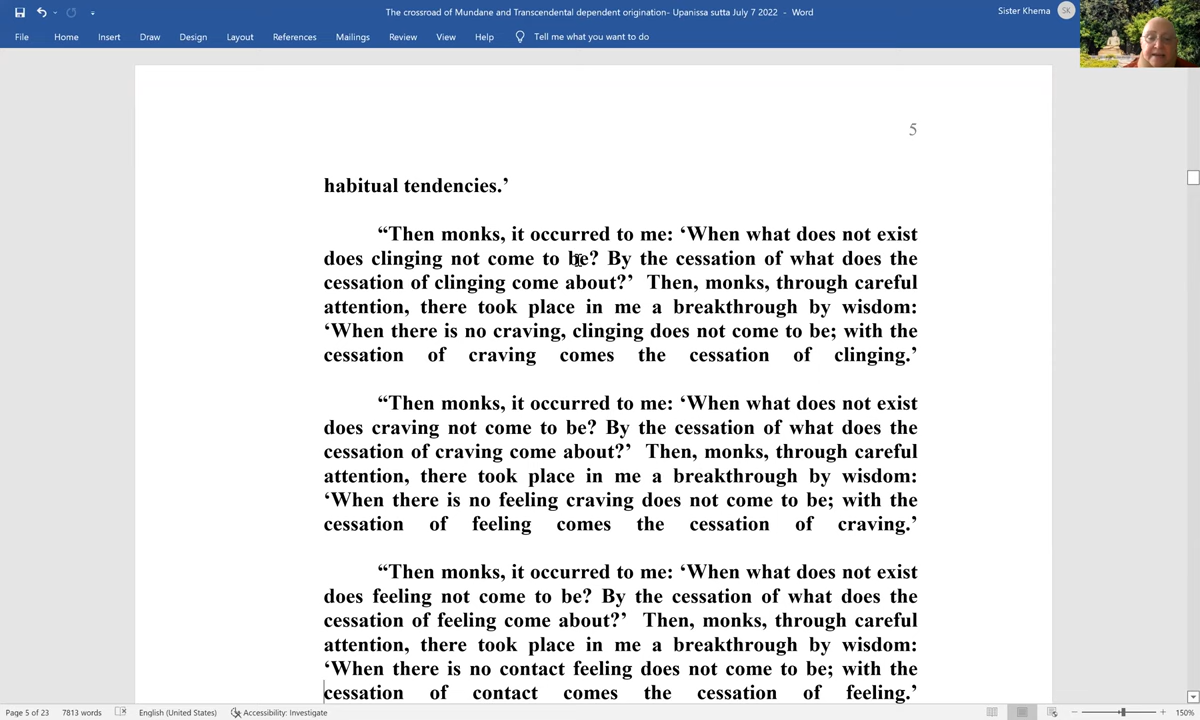 The crossroad of Mundane and Transcendental dependent origination- Upanissa sutta July 7 2022 - Word
Sister Khema
SK
File Home Insert Draw Design Layout References Mailings Review View Help Tell me what you want to do
5
habitual tendencies.’
“Then monks, it occurred to me: ‘When what does not exist
does clinging not come to be? By the cessation of what does the
cessation of clinging come about?’ Then, monks, through careful
attention, there took place in me a breakthrough by wisdom:
‘When there is no craving, clinging does not come to be; with the
cessation of craving comes the cessation of clinging.’
“Then monks, it occurred to me: ‘When what does not exist
does craving not come to be? By the cessation of what does the
cessation of craving come about?’ Then, monks, through careful
attention, there took place in me a breakthrough by wisdom:
‘When there is no feeling craving does not come to be; with the
cessation of feeling comes the cessation of craving.’
“Then monks, it occurred to me: ‘When what does not exist
does feeling not come to be? By the cessation of what does the
cessation of feeling come about?’ Then, monks, through careful
attention, there took place in me a breakthrough by wisdom:
‘When there is no contact feeling does not come to be; with the
cessation of contact comes the cessation of feeling.’
Page 5 of 23 7813 words English (United States) Accessibility: Investigate 150%